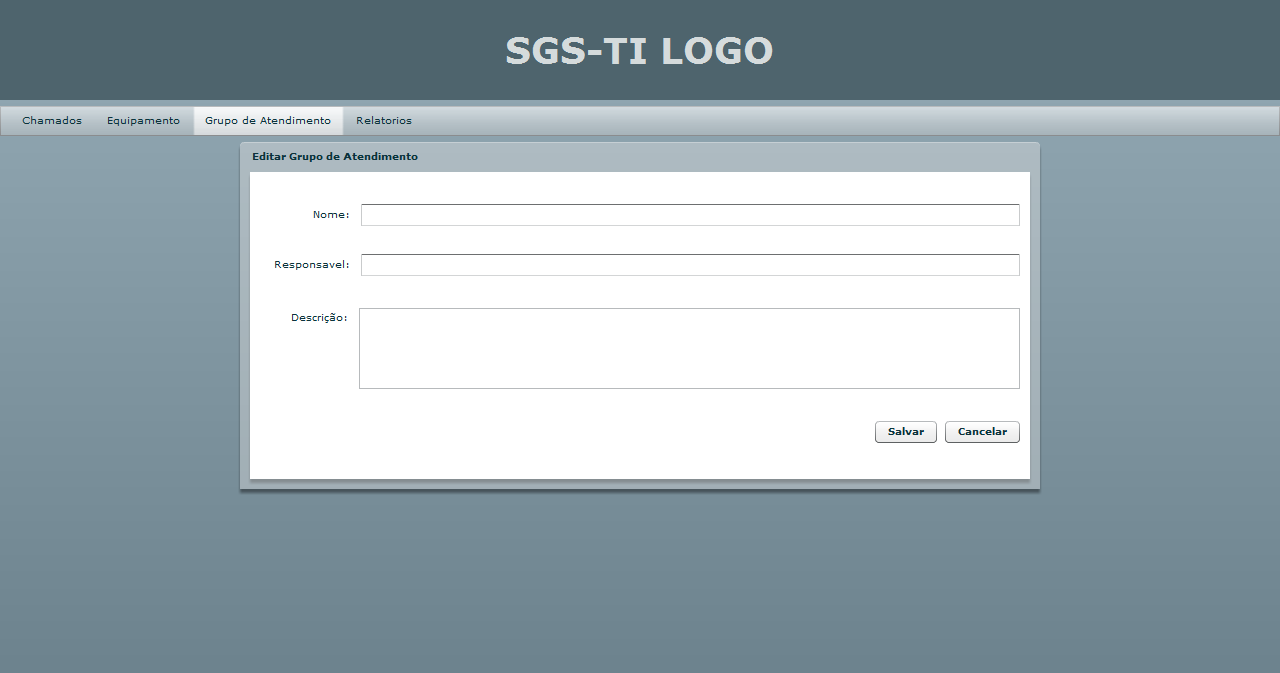 SGS-TI LOGO
Chamados Equipamento Grupo de Atendimento Relatorios
Editar Grupo de Atendimento
Nome:
Responsavel:
Descrição:
Salvar Cancelar